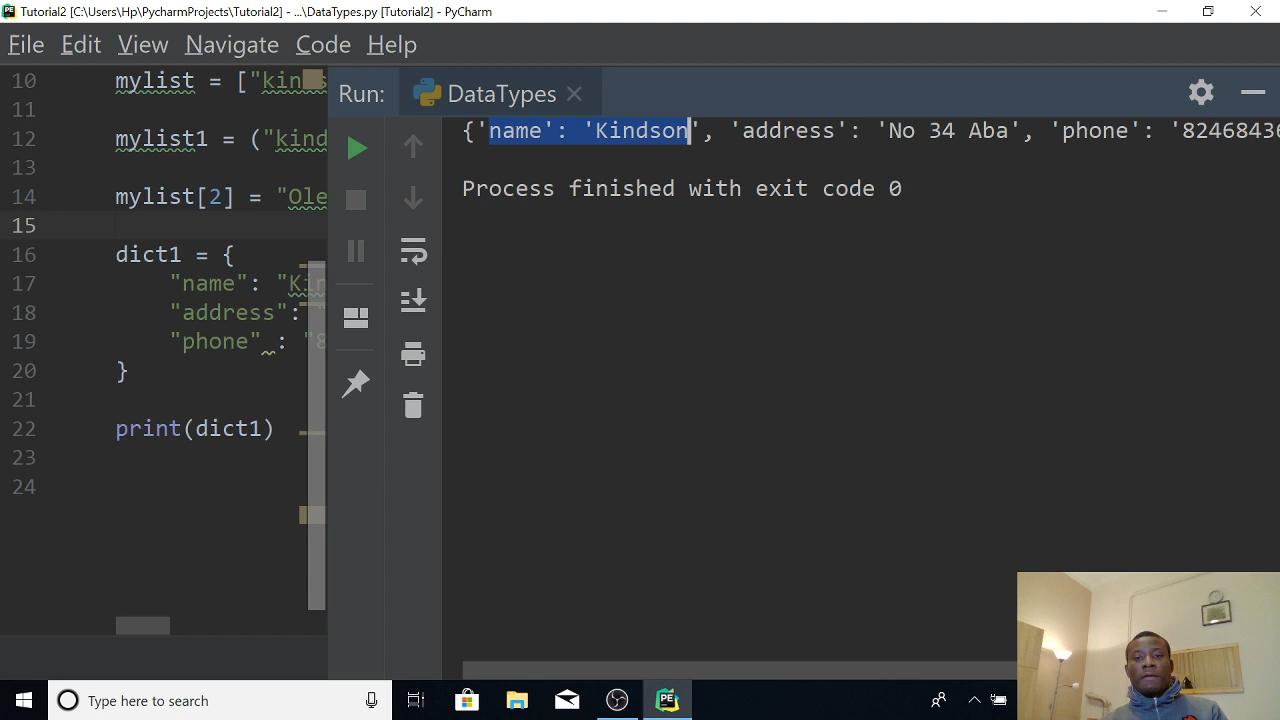 Tutorial2 [C:\Users\Hp\PycharmProjects\Tutorial2] - ...\DataTypes.py [Tutorial2] - PyCharm
File Edit View Navigate Code Help
Run: DataTypes
10 mylist = ["kin
11
12 mylist1 = ("kind
13
14 mylist[2] = "Ole
15
16 dict1 = {
17 "name": "Kin
18 "address": "
19 "phone" : "8
20 }
21
22 print(dict1)
23
24
{'name': 'Kindson', 'address': 'No 34 Aba', 'phone': '8246843
Process finished with exit code 0
Type here to search